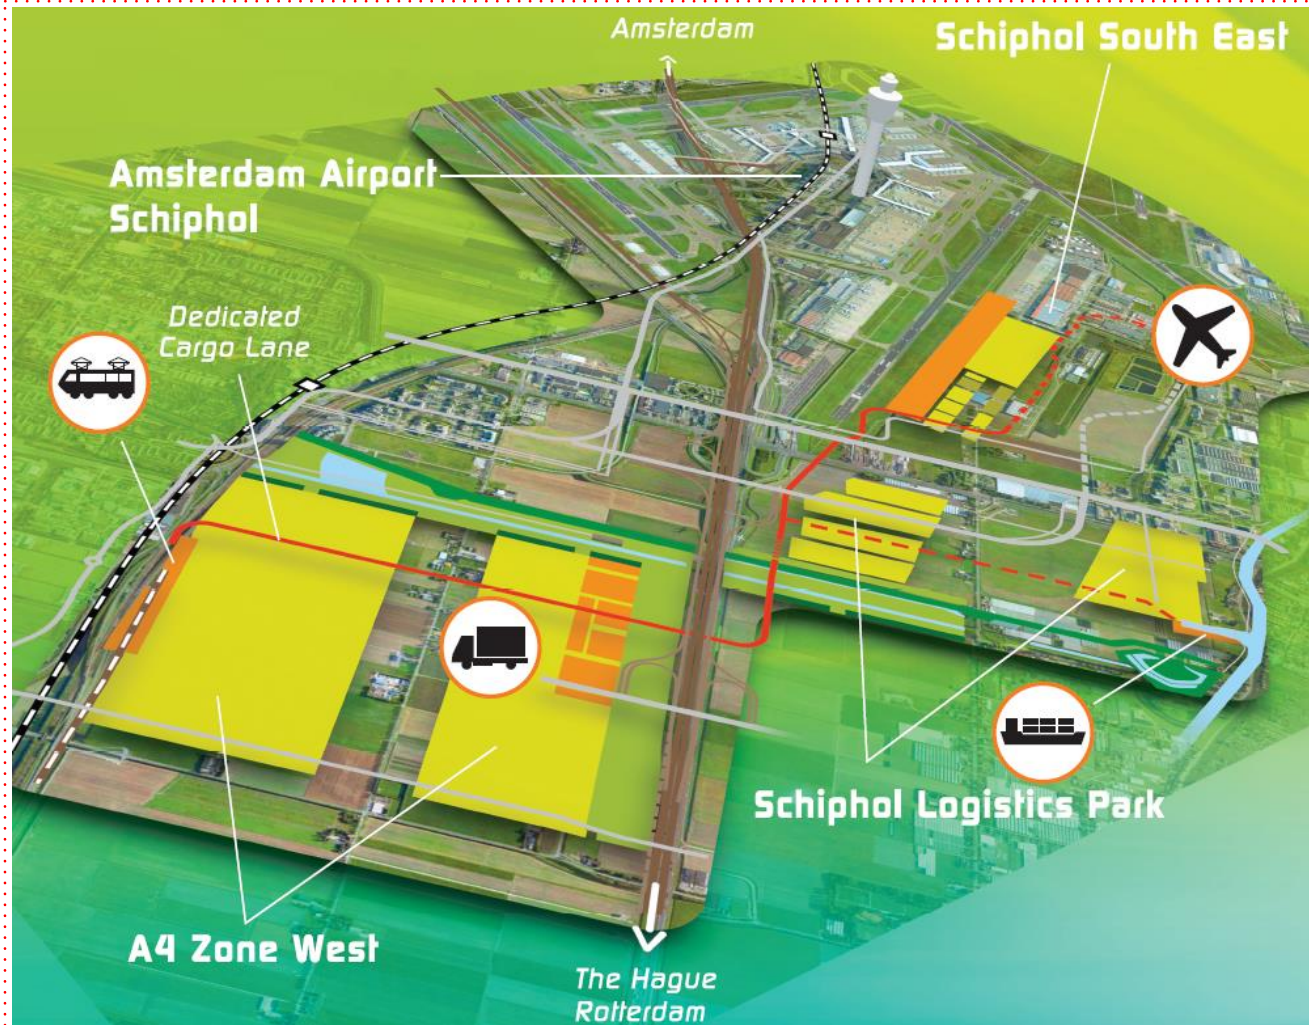 Amsterdam
Schiphol South East
Amsterdam Airport
Schiphol
Dedicated
Cargo Lane
Schiphol Logistics Park
A4 Zone West
The Hague
Rotterdam